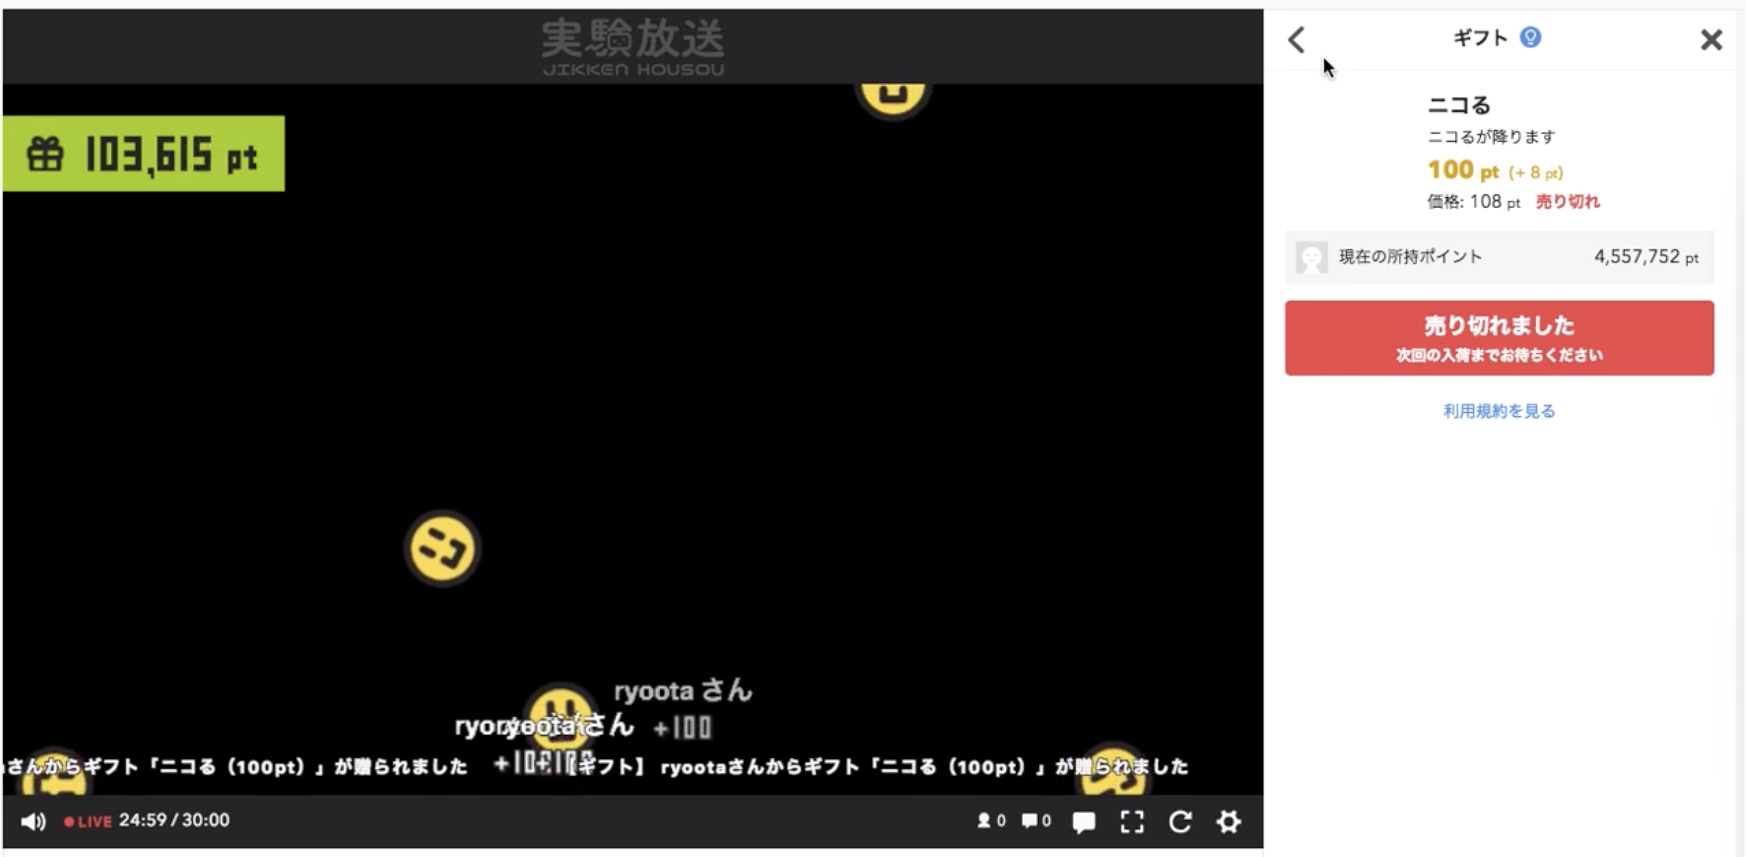 実験放送
JIKKEN HOUSOU
103,615 pt
ryoota さん
+100
ryoota さん
さんからギフト「ニコる（100pt）」が贈られました
【ギフト】 ryootaさんからギフト「ニコる（100pt）」が贈られました
LIVE 24:59 / 30:00
0 0
ギフト
ニコる
ニコるが降ります
100 pt (+ 8 pt)
価格: 108 pt 売り切れ
現在の所持ポイント 4,557,752 pt
売り切れました
次回の入荷までお待ちください
利用規約を見る